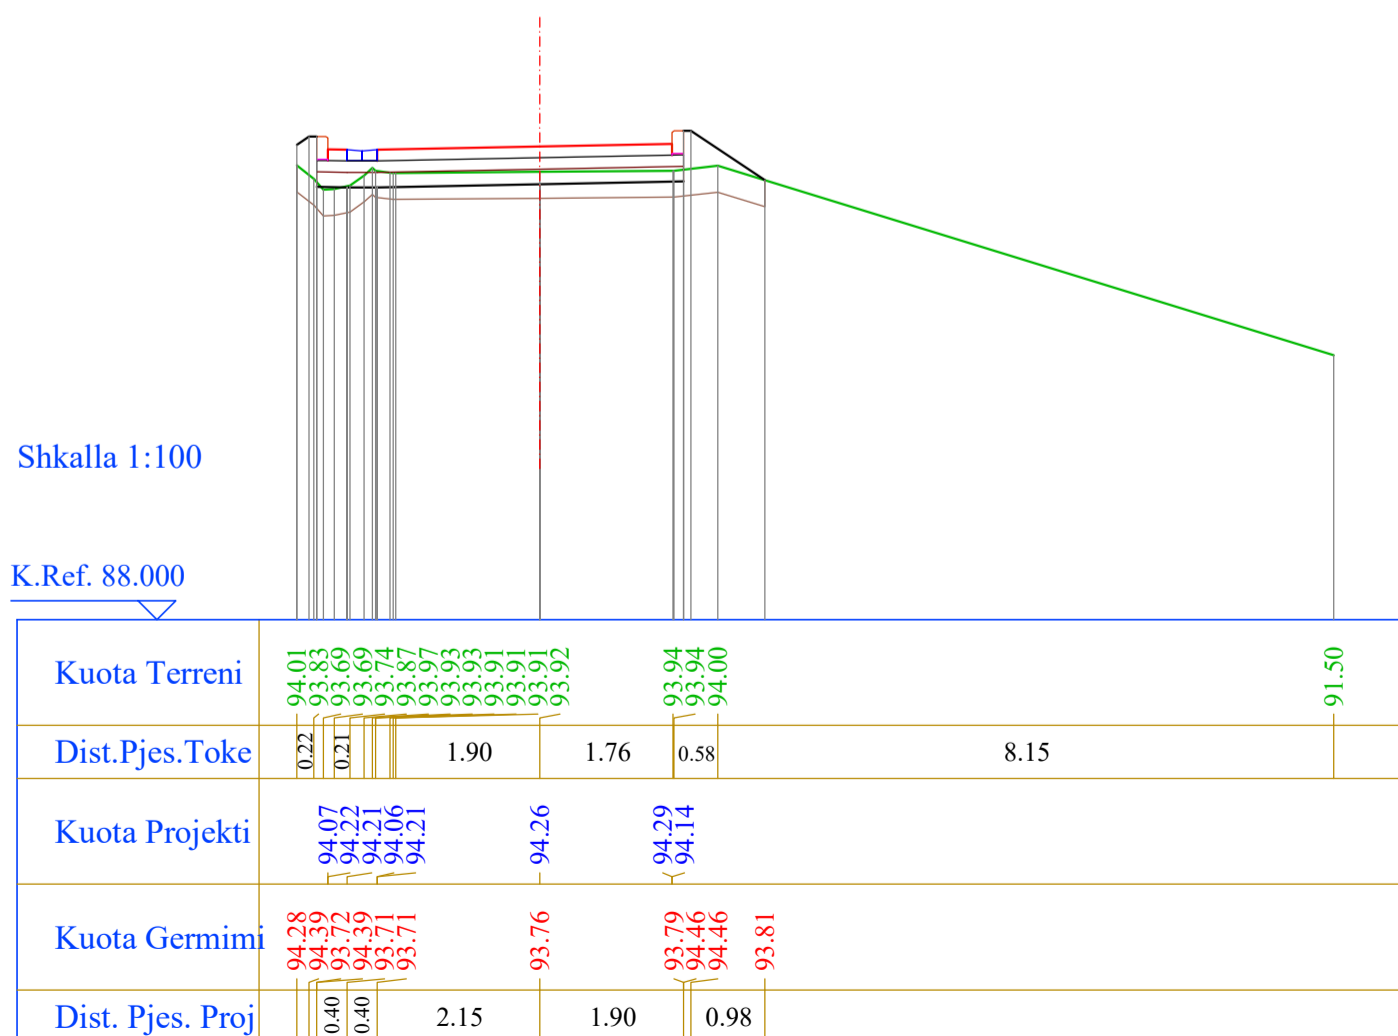 Shkalla 1:100
K.Ref. 88.000
Kuota Terreni 94.01 93.83 93.69 93.69 93.74 93.87 93.97 93.93 93.93 93.91 93.91 93.91 93.92 93.94 93.94 94.00 91.50
Dist.Pjes.Toke 0.22 0.21 1.90 1.76 0.58 8.15
Kuota Projekti 94.07 94.22 94.21 94.06 94.21 94.26 94.29 94.14
Kuota Germimi 94.28 94.39 93.72 94.39 93.71 93.71 93.76 93.79 94.46 94.46 93.81
Dist. Pjes. Proj 0.40 0.40 2.15 1.90 0.98